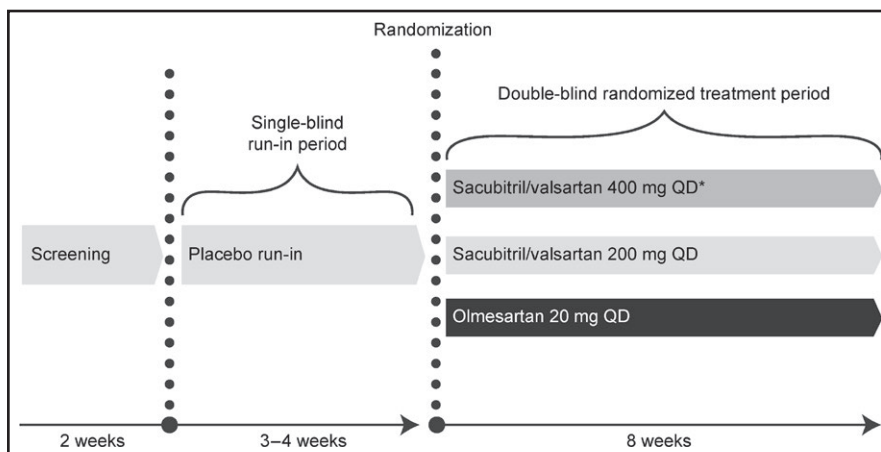 Randomization
Double-blind randomized treatment period
Single-blind
run-in period
Sacubitril/valsartan 400 mg QD*
Screening
Placebo run-in
Sacubitril/valsartan 200 mg QD
Olmesartan 20 mg QD
2 weeks
3–4 weeks
8 weeks